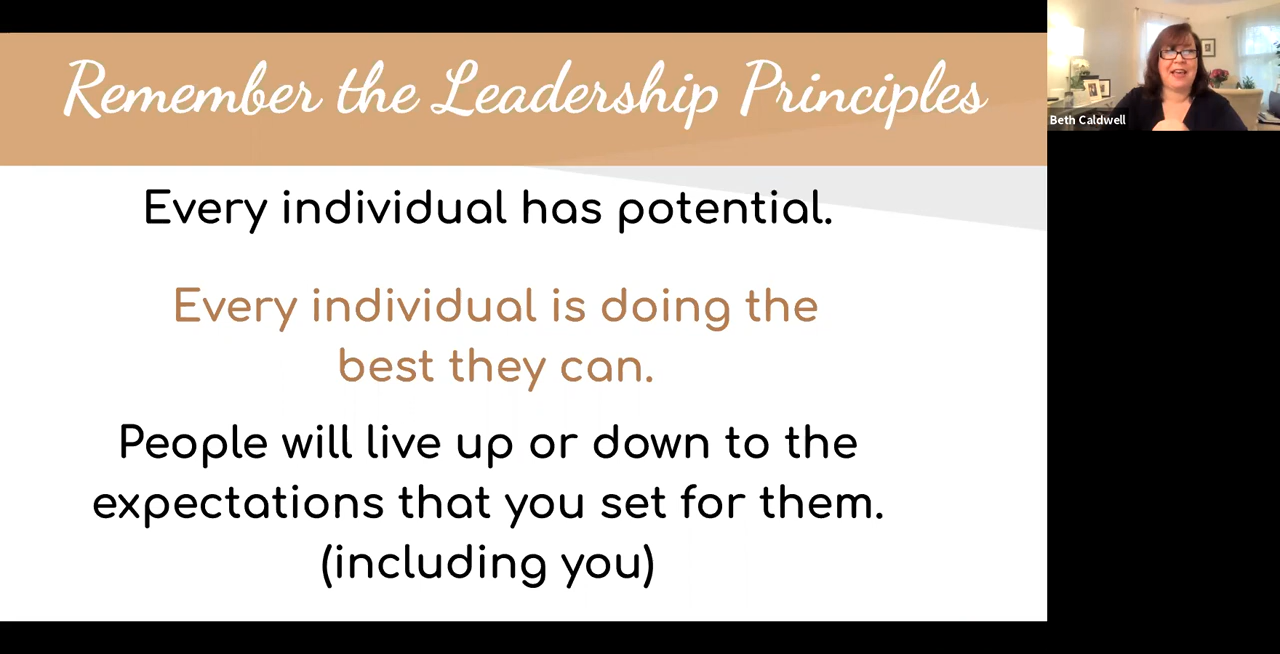 Remember the Leadership Principles
Beth Caldwell
Every individual has potential.
Every individual is doing the
best they can.
People will live up or down to the
expectations that you set for them.
(including you)